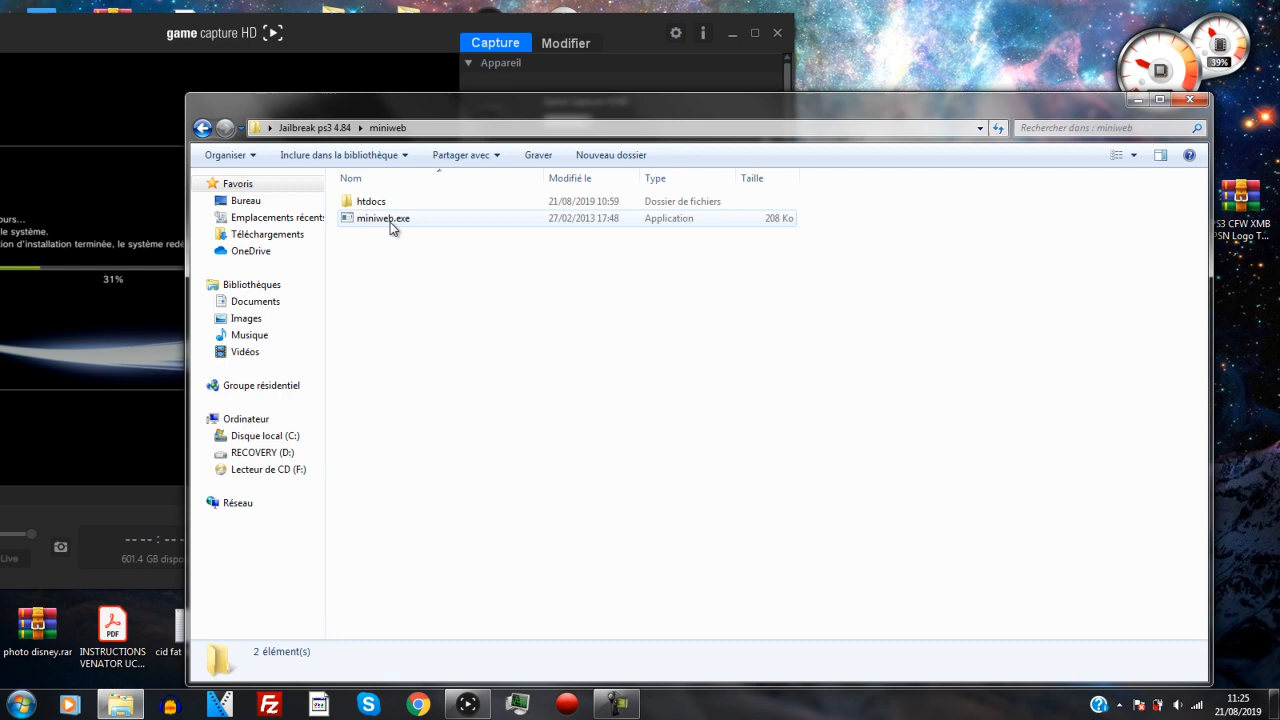 game capture HD
Capture
Modifier
Appareil
39%
Jailbreak ps3 4.84
miniweb
Rechercher dans : miniweb
Organiser
Inclure dans la bibliothèque
Partager avec
Graver
Nouveau dossier
Nom
Modifié le
Type
Taille
Favoris
Bureau
Emplacements récents
Téléchargements
OneDrive
Bibliothèques
Documents
Images
Musique
Vidéos
Groupe résidentiel
Ordinateur
Disque local (C:)
RECOVERY (D:)
Lecteur de CD (F:)
Réseau
htdocs
21/08/2019 10:59
Dossier de fichiers
miniweb.exe
27/02/2013 17:48
Application
208 Ko
2 élément(s)
ours...
le système.
tion d'installation terminée, le système redé
31%
Live
---- : --
601.4 GB dispo
S3 CFW XMB
PSN Logo T...
photo disney.rar
PDF
INSTRUCTIONS
VENATOR UC...
cid fat
11:25
21/08/2019